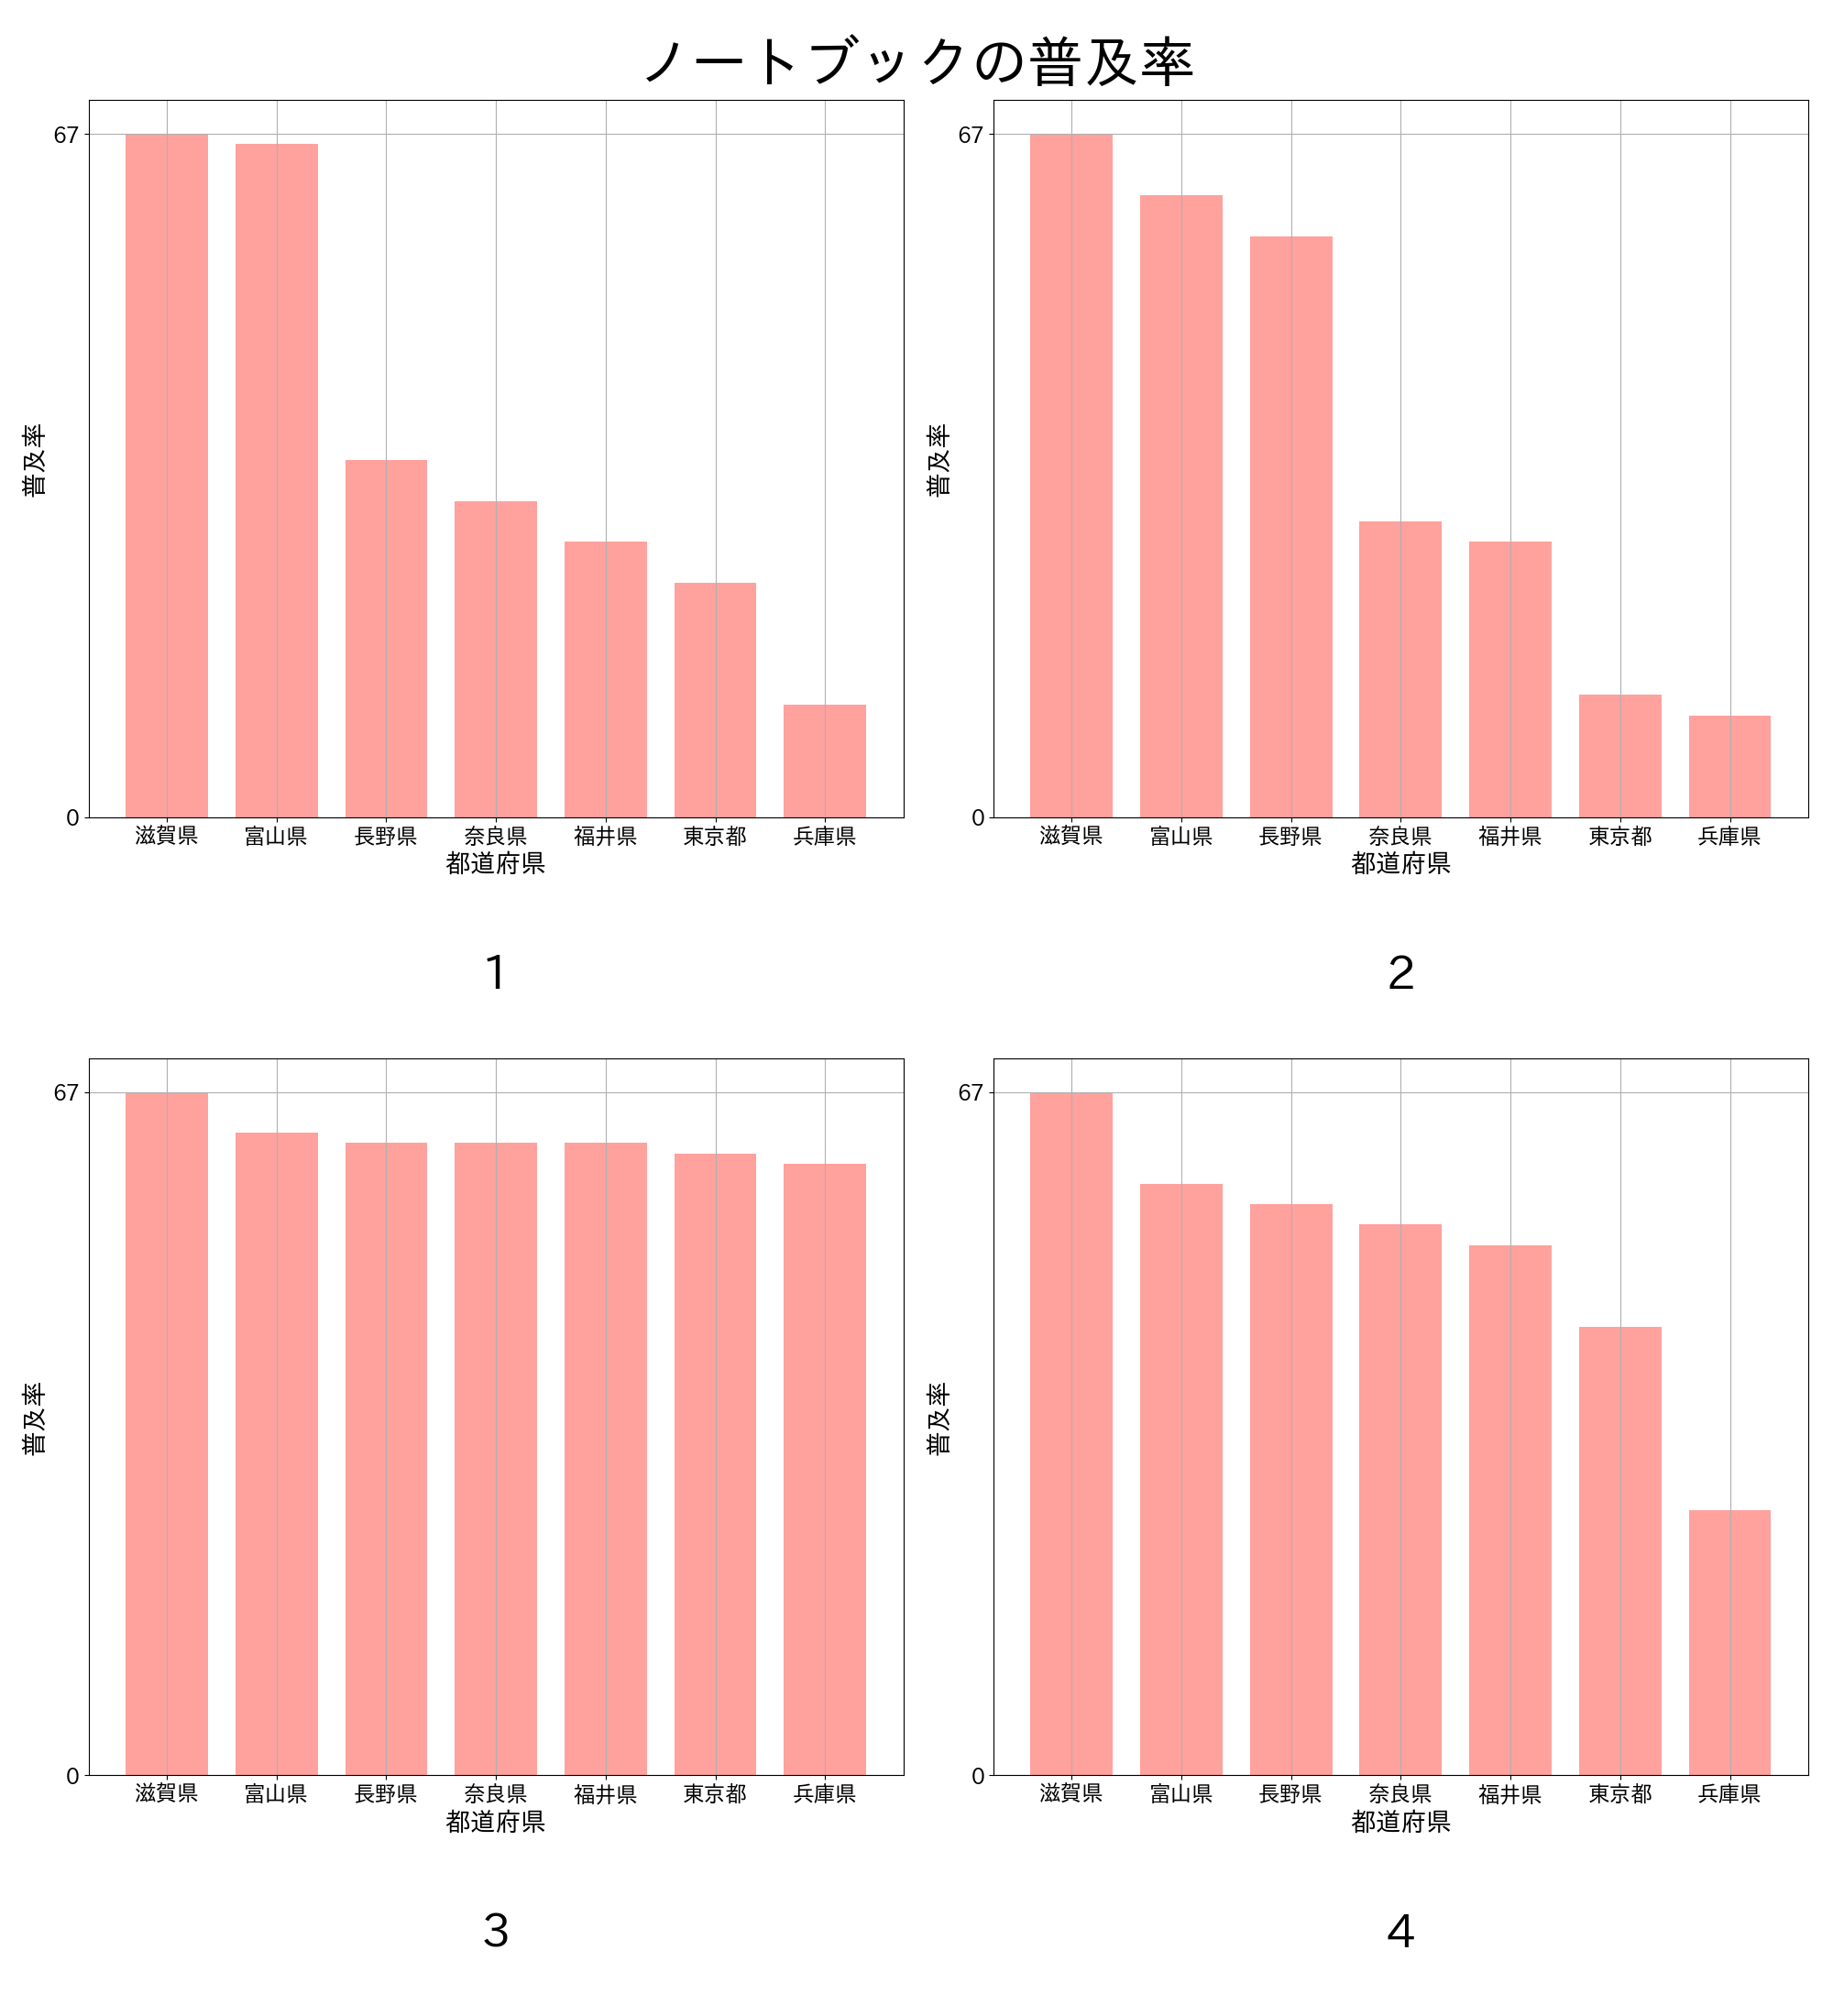 ノートブックの普及率
67
0
普及率
滋賀県 富山県 長野県 奈良県 福井県 東京都 兵庫県
都道府県
1
67
0
普及率
滋賀県 富山県 長野県 奈良県 福井県 東京都 兵庫県
都道府県
2
67
0
普及率
滋賀県 富山県 長野県 奈良県 福井県 東京都 兵庫県
都道府県
3
67
0
普及率
滋賀県 富山県 長野県 奈良県 福井県 東京都 兵庫県
都道府県
4